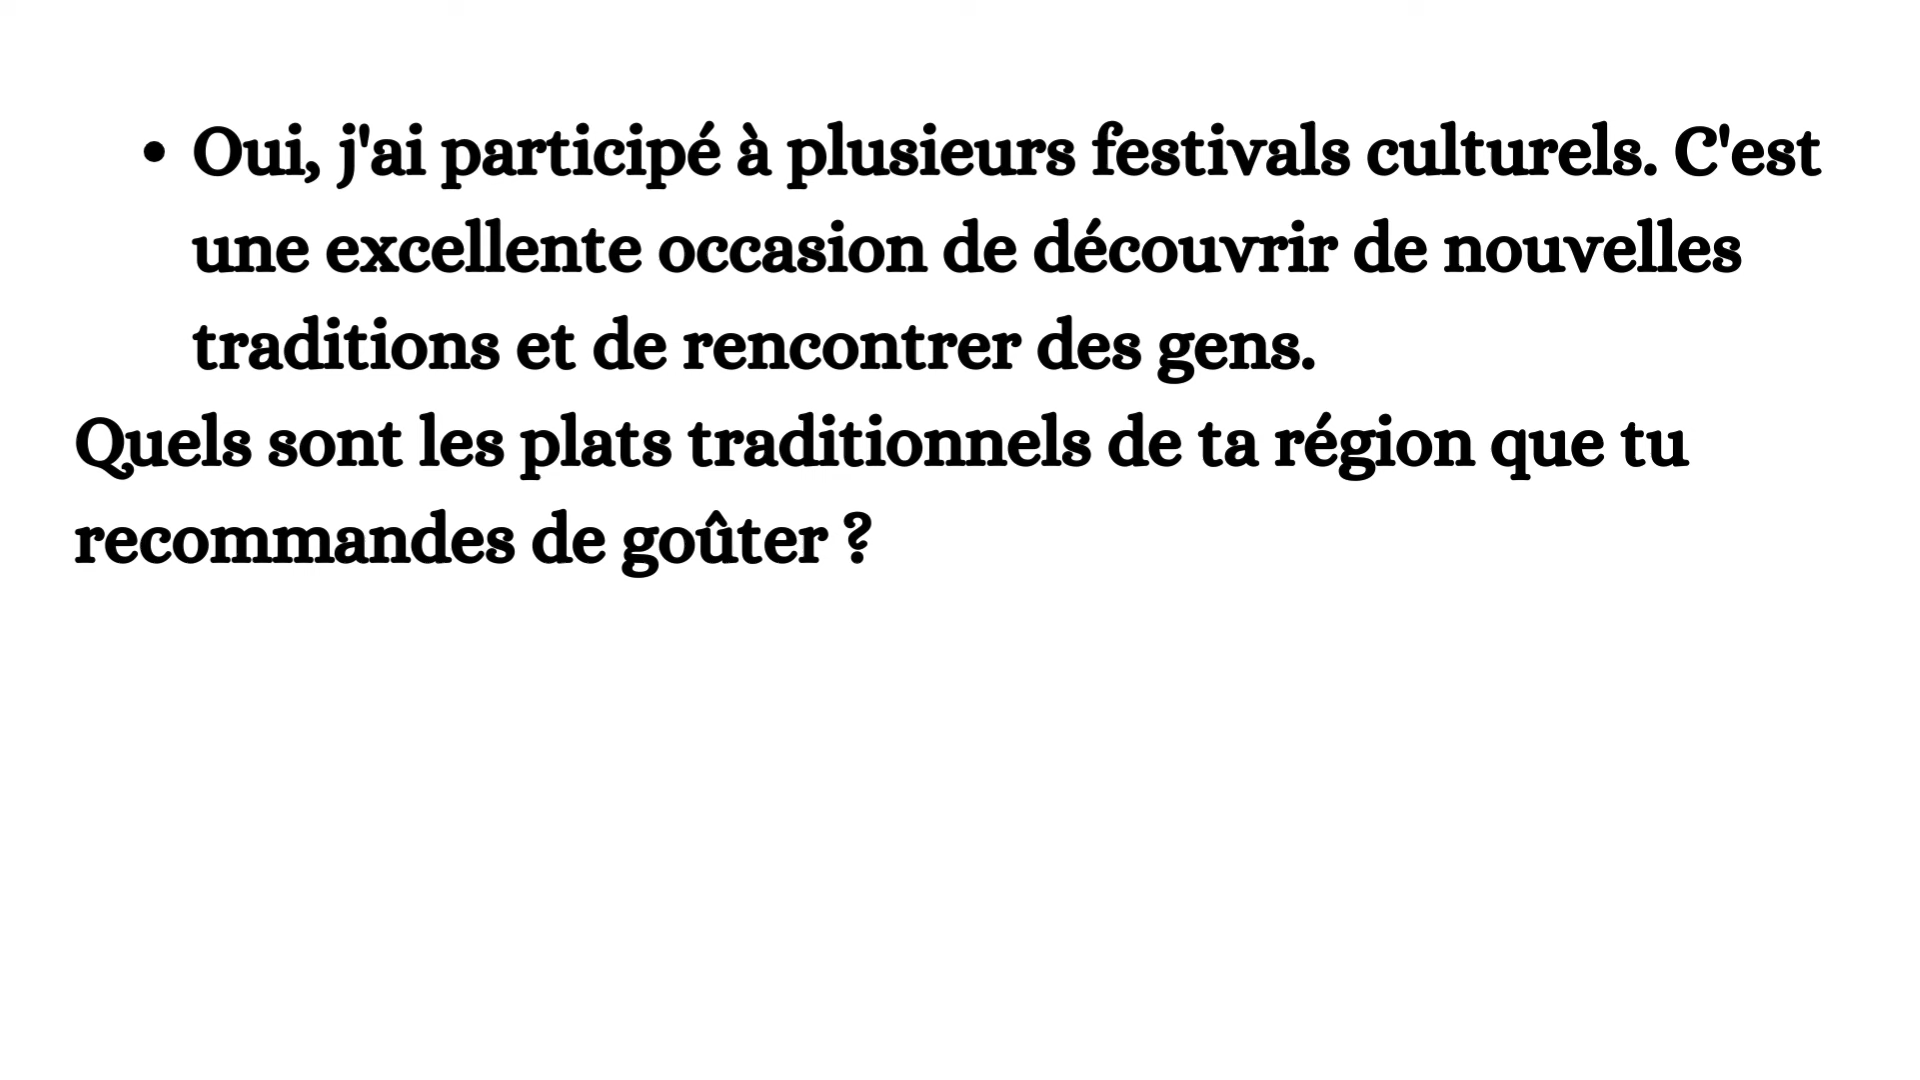 • Oui, j'ai participé à plusieurs festivals culturels. C'est
une excellente occasion de découvrir de nouvelles
traditions et de rencontrer des gens.
Quels sont les plats traditionnels de ta région que tu
recommandes de goûter ?